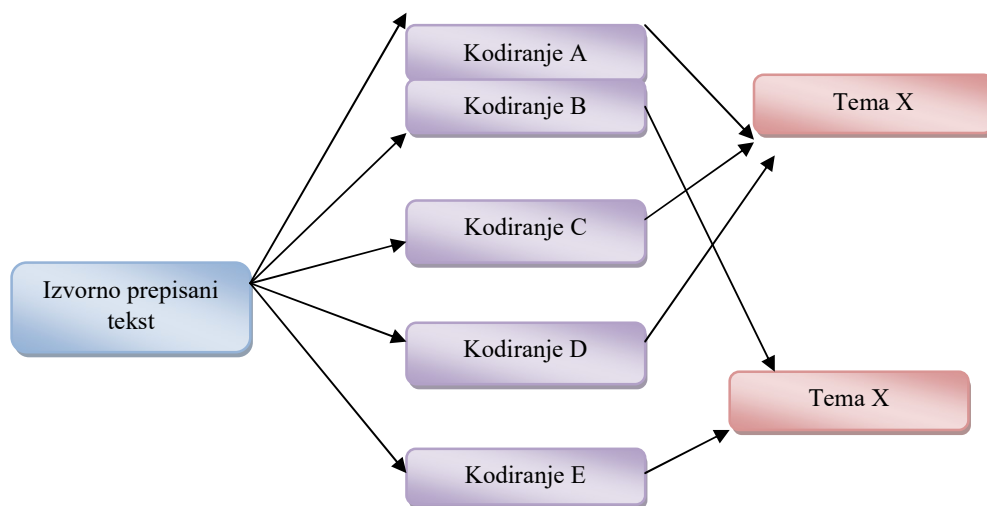 Kodiranje A
Kodiranje B
Tema X
Kodiranje C
Izvorno prepisani
tekst
Kodiranje D
Tema X
Kodiranje E